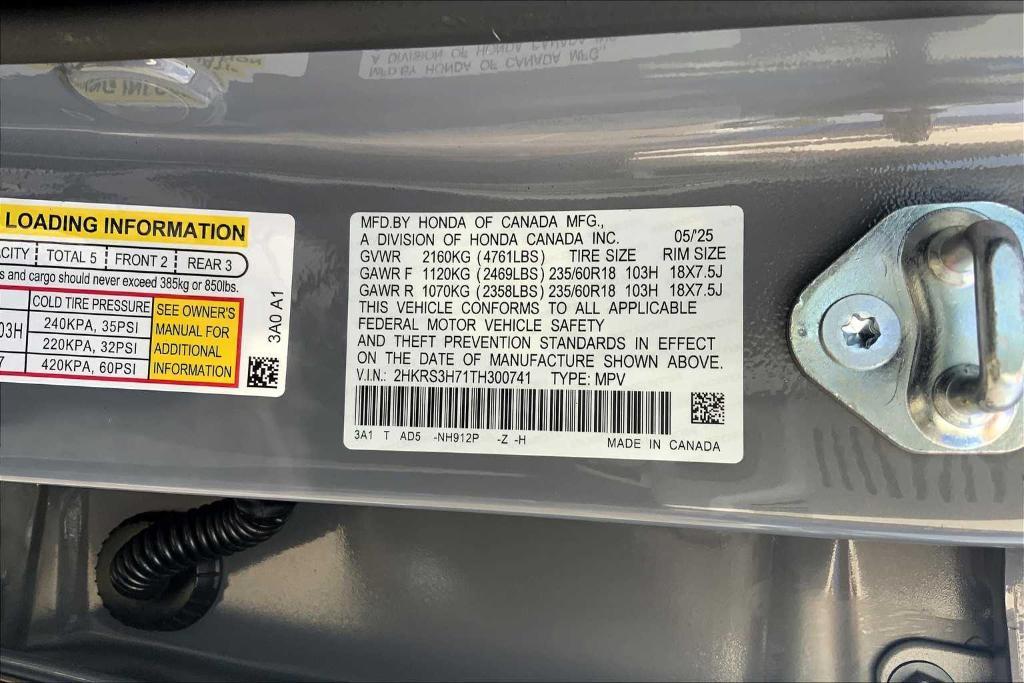 LOADING INFORMATION
TOTAL 5 FRONT 2 REAR 3
and cargo should never exceed 385kg or 850lbs.
COLD TIRE PRESSURE
240KPA, 35PSI
220KPA, 32PSI
420KPA, 60PSI
SEE OWNER'S
MANUAL FOR
ADDITIONAL
INFORMATION
3A0 A1
MFD.BY HONDA OF CANADA MFG.,
A DIVISION OF HONDA CANADA INC. 05/'25
GVWR 2160KG (4761LBS) TIRE SIZE RIM SIZE
GAWR F 1120KG (2469LBS) 235/60R18 103H 18X7.5J
GAWR R 1070KG (2358LBS) 235/60R18 103H 18X7.5J
THIS VEHICLE CONFORMS TO ALL APPLICABLE
FEDERAL MOTOR VEHICLE SAFETY
AND THEFT PREVENTION STANDARDS IN EFFECT
ON THE DATE OF MANUFACTURE SHOWN ABOVE.
V.I.N.: 2HKRS3H71TH300741 TYPE: MPV
3A1 T AD5 -NH912P -Z -H MADE IN CANADA